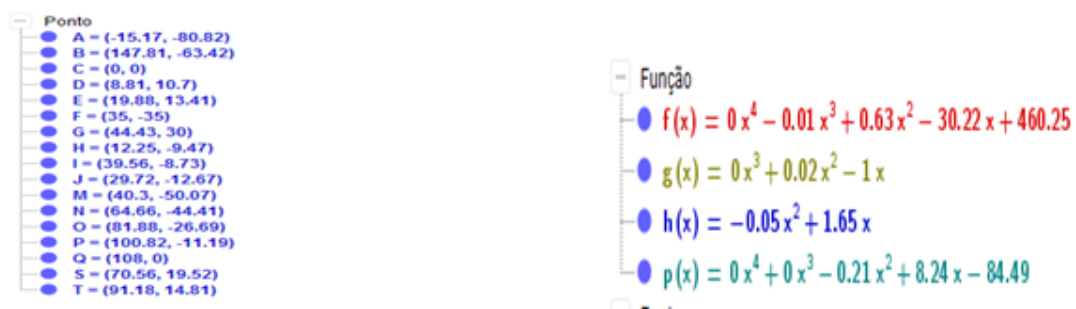 Ponto
A = (-15.17, -80.82)
B = (147.81, -63.42)
C = (0, 0)
D = (8.81, 10.7)
E = (19.88, 13.41)
F = (35, -35)
G = (44.43, 30)
H = (12.25, -9.47)
I = (39.56, -8.73)
J = (29.72, -12.67)
M = (40.3, -50.07)
N = (64.66, -44.41)
O = (81.88, -26.69)
P = (100.82, -11.19)
Q = (108, 0)
S = (70.56, 19.52)
T = (91.18, 14.81)
Função
f(x) = 0 x⁴ − 0.01 x³ + 0.63 x² − 30.22 x + 460.25
g(x) = 0 x³ + 0.02 x² − 1 x
h(x) = −0.05 x² + 1.65 x
p(x) = 0 x⁴ + 0 x³ − 0.21 x² + 8.24 x − 84.49